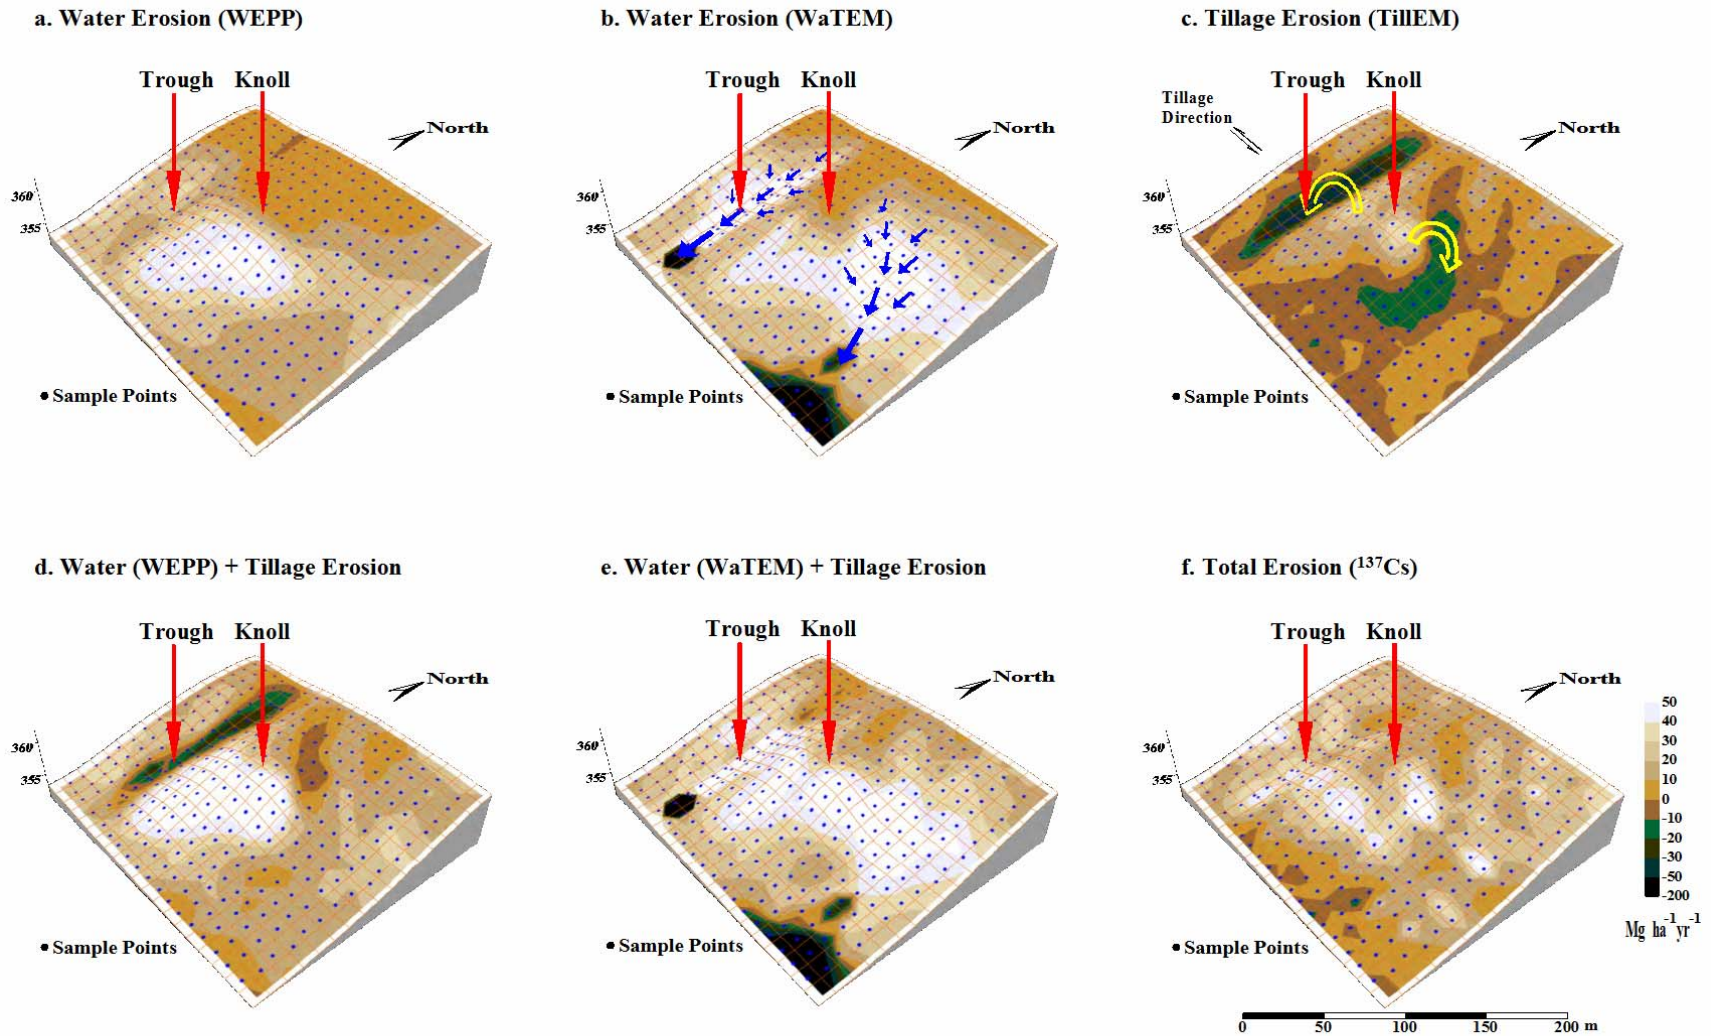 a. Water Erosion (WEPP)
b. Water Erosion (WaTEM)
c. Tillage Erosion (TillEM)
Trough Knoll
Trough Knoll
Trough Knoll
Tillage
Direction
North
North
North
360
355
360
355
360
355
Sample Points
Sample Points
Sample Points
d. Water (WEPP) + Tillage Erosion
e. Water (WaTEM) + Tillage Erosion
f. Total Erosion (¹³⁷Cs)
Trough Knoll
Trough Knoll
Trough Knoll
North
North
North
360
355
360
355
360
355
50
40
30
20
10
0
-10
-20
-30
-50
-200
Mg ha⁻¹ yr⁻¹
Sample Points
Sample Points
Sample Points
0 50 100 150 200 m